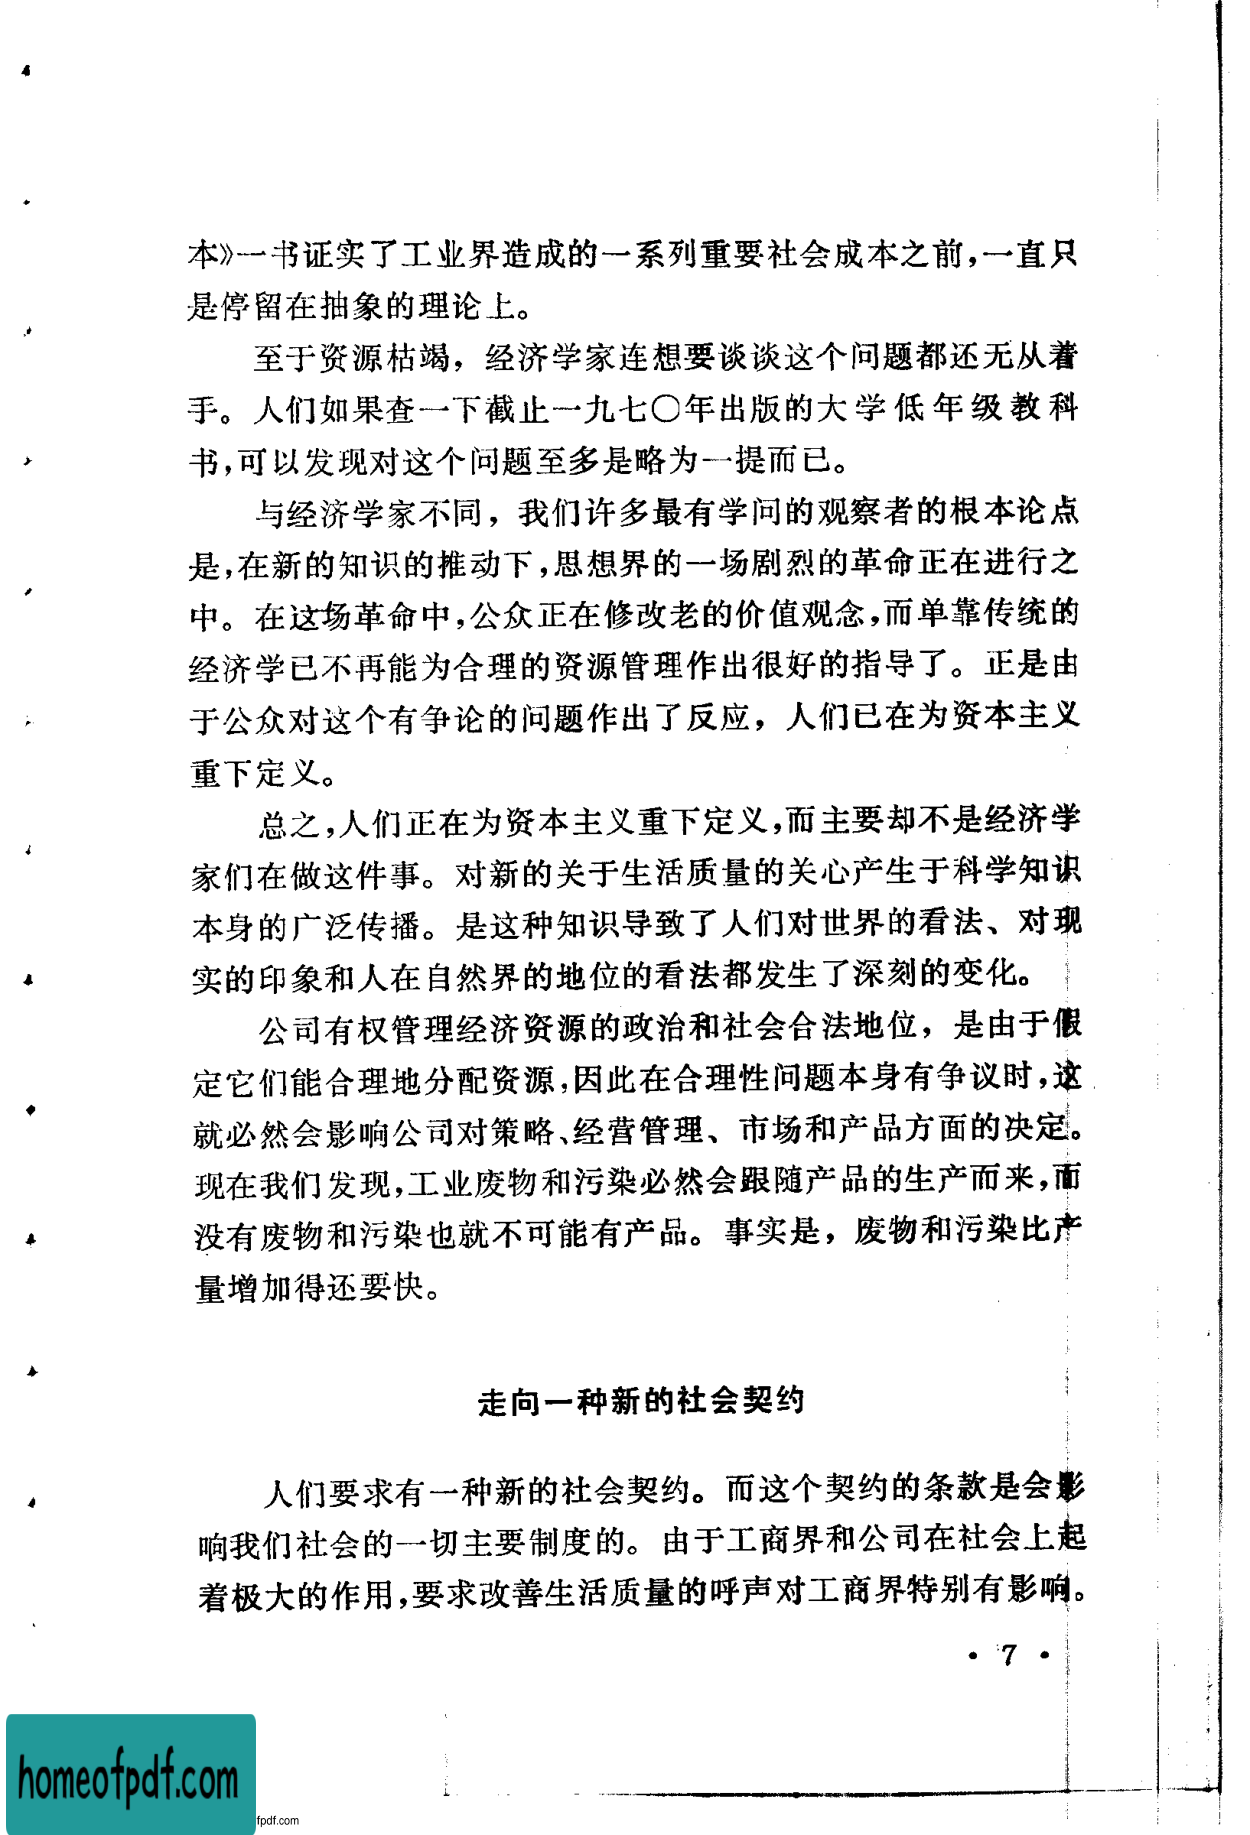 本》一书证实了工业界造成的一系列重要社会成本之前，一直只
是停留在抽象的理论上。
至于资源枯竭，经济学家连想要谈谈这个问题都还无从着
手。人们如果查一下截止一九七〇年出版的大学低年级教科
书，可以发现对这个问题至多是略为一提而已。
与经济学家不同，我们许多最有学问的观察者的根本论点
是，在新的知识的推动下，思想界的一场剧烈的革命正在进行之
中。在这场革命中，公众正在修改老的价值观念，而单靠传统的
经济学已不再能为合理的资源管理作出很好的指导了。正是由
于公众对这个有争论的问题作出了反应，人们已在为资本主义
重下定义。
总之，人们正在为资本主义重下定义，而主要却不是经济学
家们在做这件事。对新的关于生活质量的关心产生于科学知识
本身的广泛传播。是这种知识导致了人们对世界的看法、对现
实的印象和人在自然界的地位的看法都发生了深刻的变化。
公司有权管理经济资源的政治和社会合法地位，是由于假
定它们能合理地分配资源，因此在合理性问题本身有争议时，这
就必然会影响公司对策略、经营管理、市场和产品方面的决定。
现在我们发现，工业废物和污染必然会跟随产品的生产而来，而
没有废物和污染也就不可能有产品。事实是，废物和污染比产
量增加得还要快。
走向一种新的社会契约
人们要求有一种新的社会契约。而这个契约的条款是会影
响我们社会的一切主要制度的。由于工商界和公司在社会上起
着极大的作用，要求改善生活质量的呼声对工商界特别有影响。
• 7 •
homeofpdf.com
fpdf.com